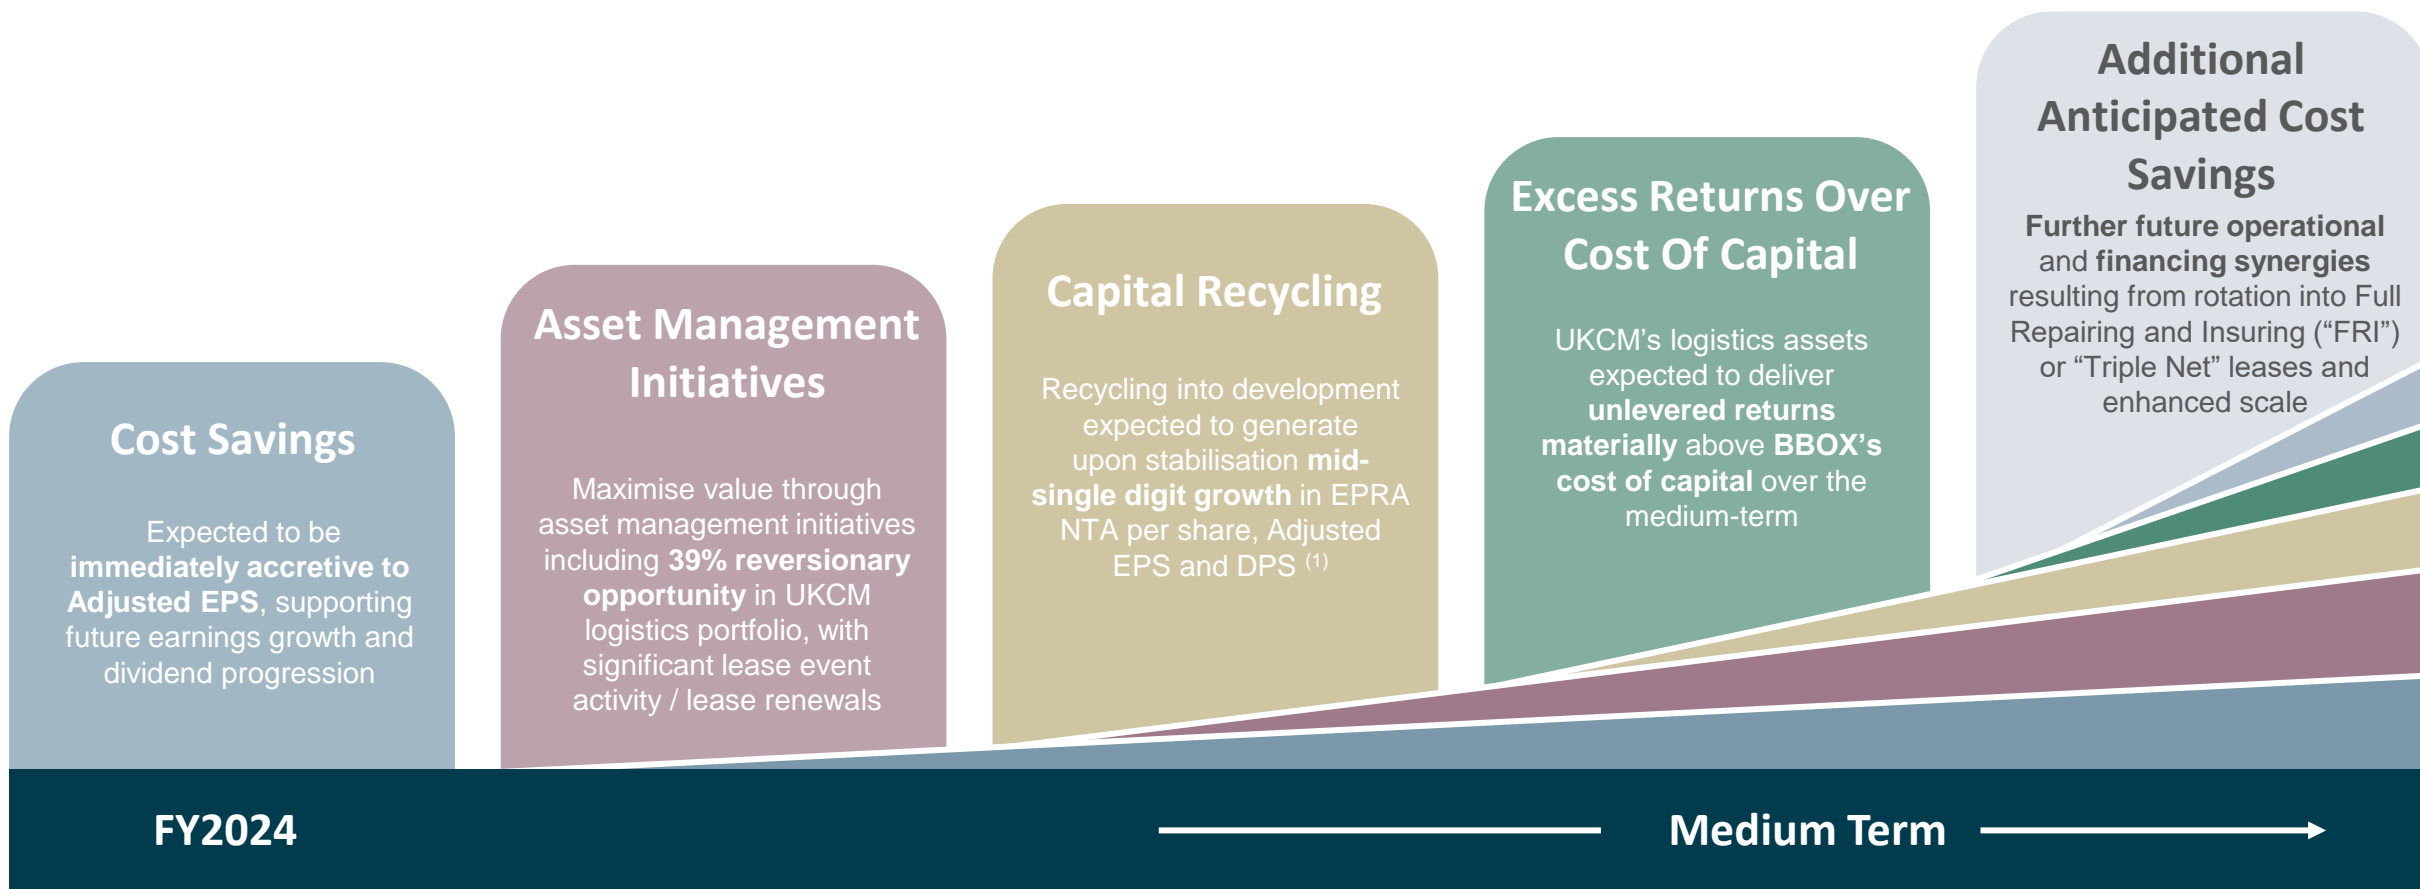 Cost Savings
Expected to be
immediately accretive to
Adjusted EPS, supporting
future earnings growth and
dividend progression
Asset Management
Initiatives
Maximise value through
asset management initiatives
including 39% reversionary
opportunity in UKCM
logistics portfolio, with
significant lease event
activity / lease renewals
Capital Recycling
Recycling into development
expected to generate
upon stabilisation mid-
single digit growth in EPRA
NTA per share, Adjusted
EPS and DPS (1)
Excess Returns Over
Cost Of Capital
UKCM’s logistics assets
expected to deliver
unlevered returns
materially above BBOX’s
cost of capital over the
medium-term
Additional
Anticipated Cost
Savings
Further future operational
and financing synergies
resulting from rotation into Full
Repairing and Insuring (“FRI”)
or “Triple Net” leases and
enhanced scale
FY2024
Medium Term